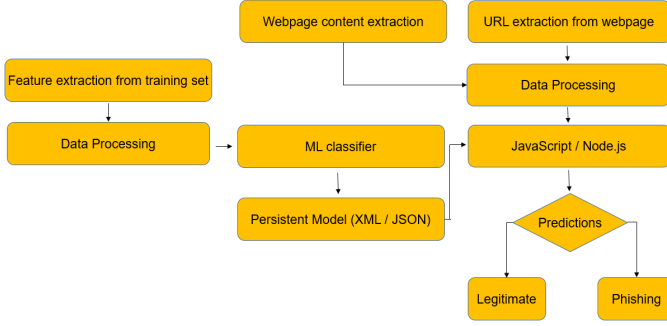 Webpage content extraction
URL extraction from webpage
Feature extraction from training set
Data Processing
Data Processing
ML classifier
JavaScript / Node.js
Persistent Model (XML / JSON)
Predictions
Legitimate
Phishing